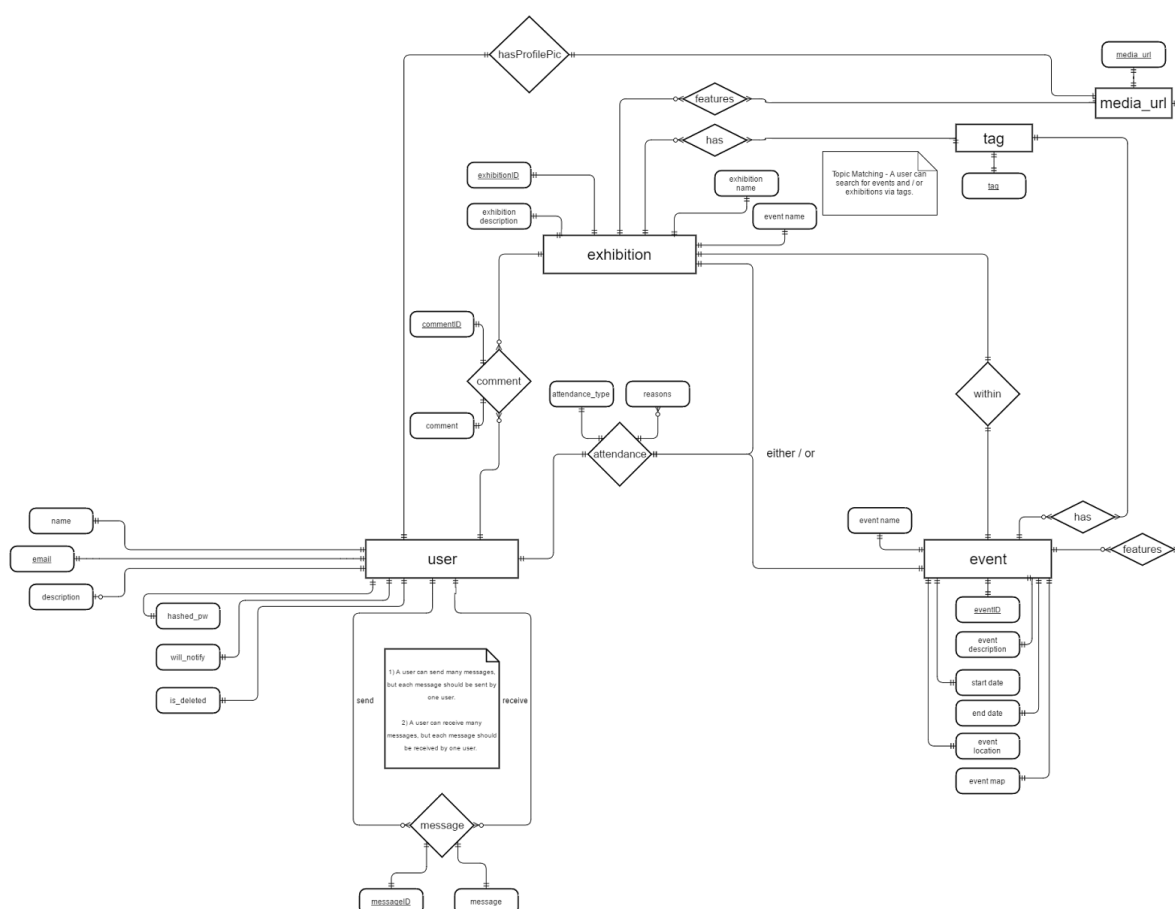 hasProfilePic
media_url
media_url
features
has
tag
tag
Topic Matching - A user can
search for events and / or
exhibitions via tags.
exhibitionID
exhibition
name
exhibition
description
event name
exhibition
commentID
comment
comment
attendance_type
reasons
attendance
either / or
within
name
email
description
user
hashed_pw
will_notify
is_deleted
event name
has
event
features
eventID
event
description
start date
end date
event
location
event map
send
receive
1) A user can send many messages,
but each message should be sent by
one user.
2) A user can receive many
messages, but each message should
be received by one user.
message
messageID
message